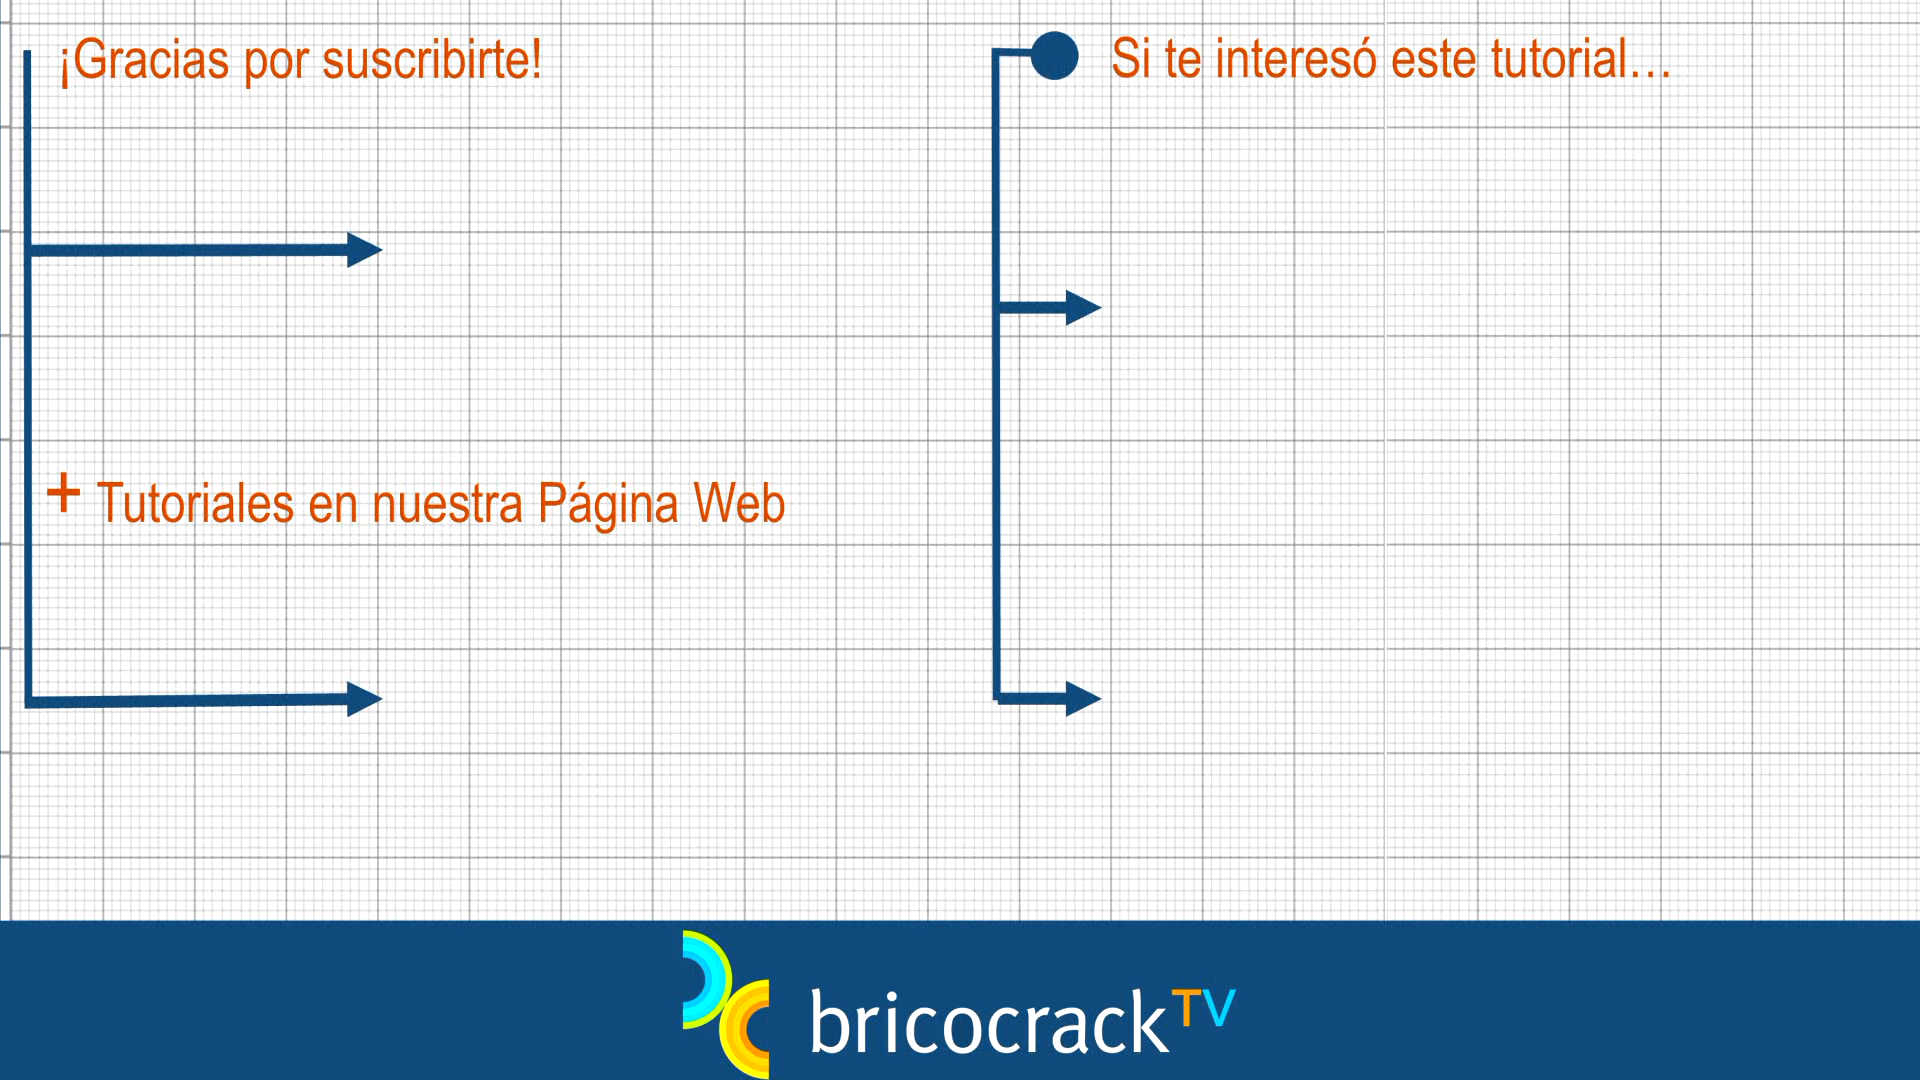 ¡Gracias por suscribirte!
+ Tutoriales en nuestra Página Web
Si te interesó este tutorial...
bricocrackTV